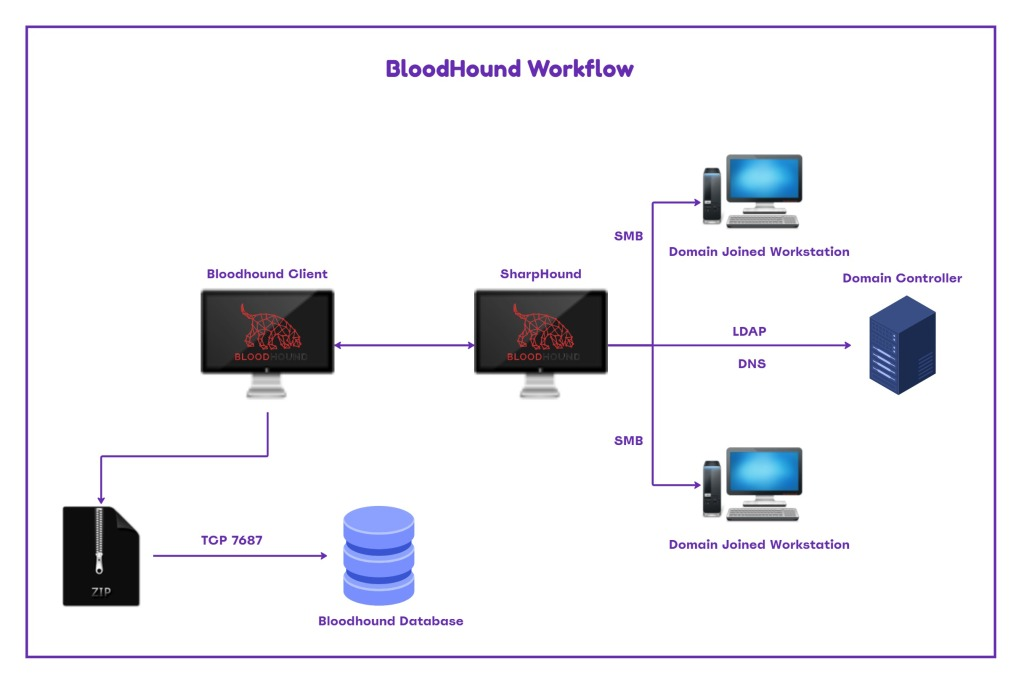 BloodHound Workflow
SMB
Domain Joined Workstation
Bloodhound Client
SharpHound
Domain Controller
BLOODHOUND
BLOODHOUND
LDAP
DNS
SMB
Domain Joined Workstation
TCP 7687
ZIP
Bloodhound Database